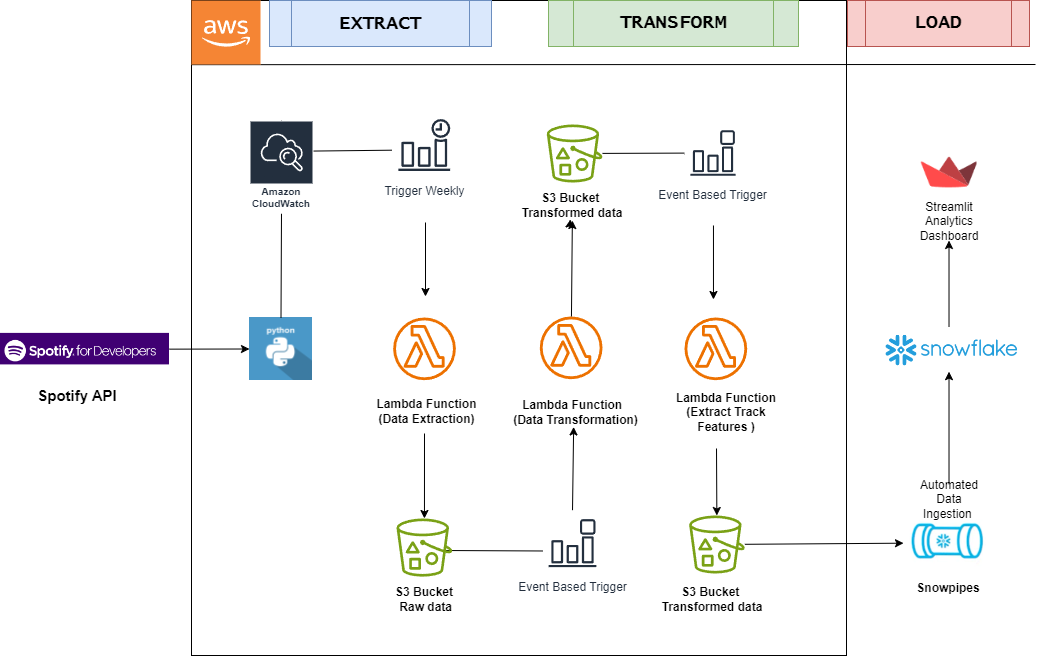 aws
EXTRACT
TRANSFORM
LOAD
Amazon
CloudWatch
Trigger Weekly
S3 Bucket
Transformed data
Event Based Trigger
Streamlit
Analytics
Dashboard
Spotify for Developers
Spotify API
python
Lambda Function
(Data Extraction)
Lambda Function
(Data Transformation)
Lambda Function
(Extract Track
Features )
snowflake
S3 Bucket
Raw data
Event Based Trigger
S3 Bucket
Transformed data
Automated
Data
Ingestion
Snowpipes